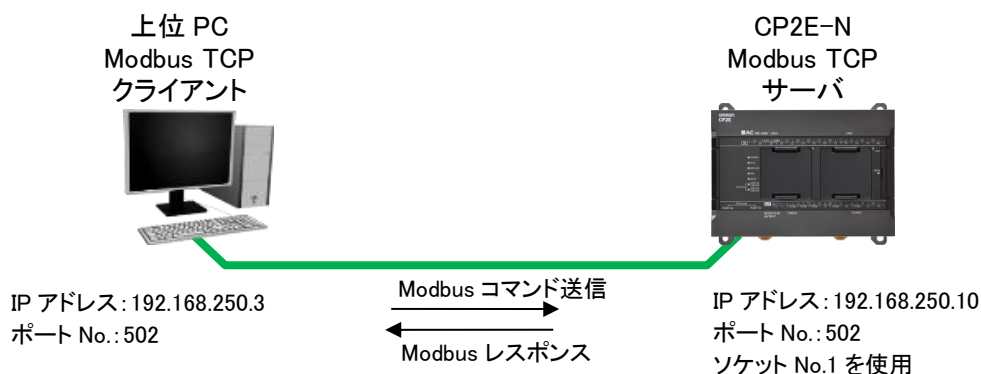 上位 PC
Modbus TCP
クライアント
CP2E-N
Modbus TCP
サーバ
OMRON
CP2E
Modbus コマンド送信
Modbus レスポンス
IP アドレス：192.168.250.3
ポート No.：502
IP アドレス：192.168.250.10
ポート No.：502
ソケット No.1 を使用